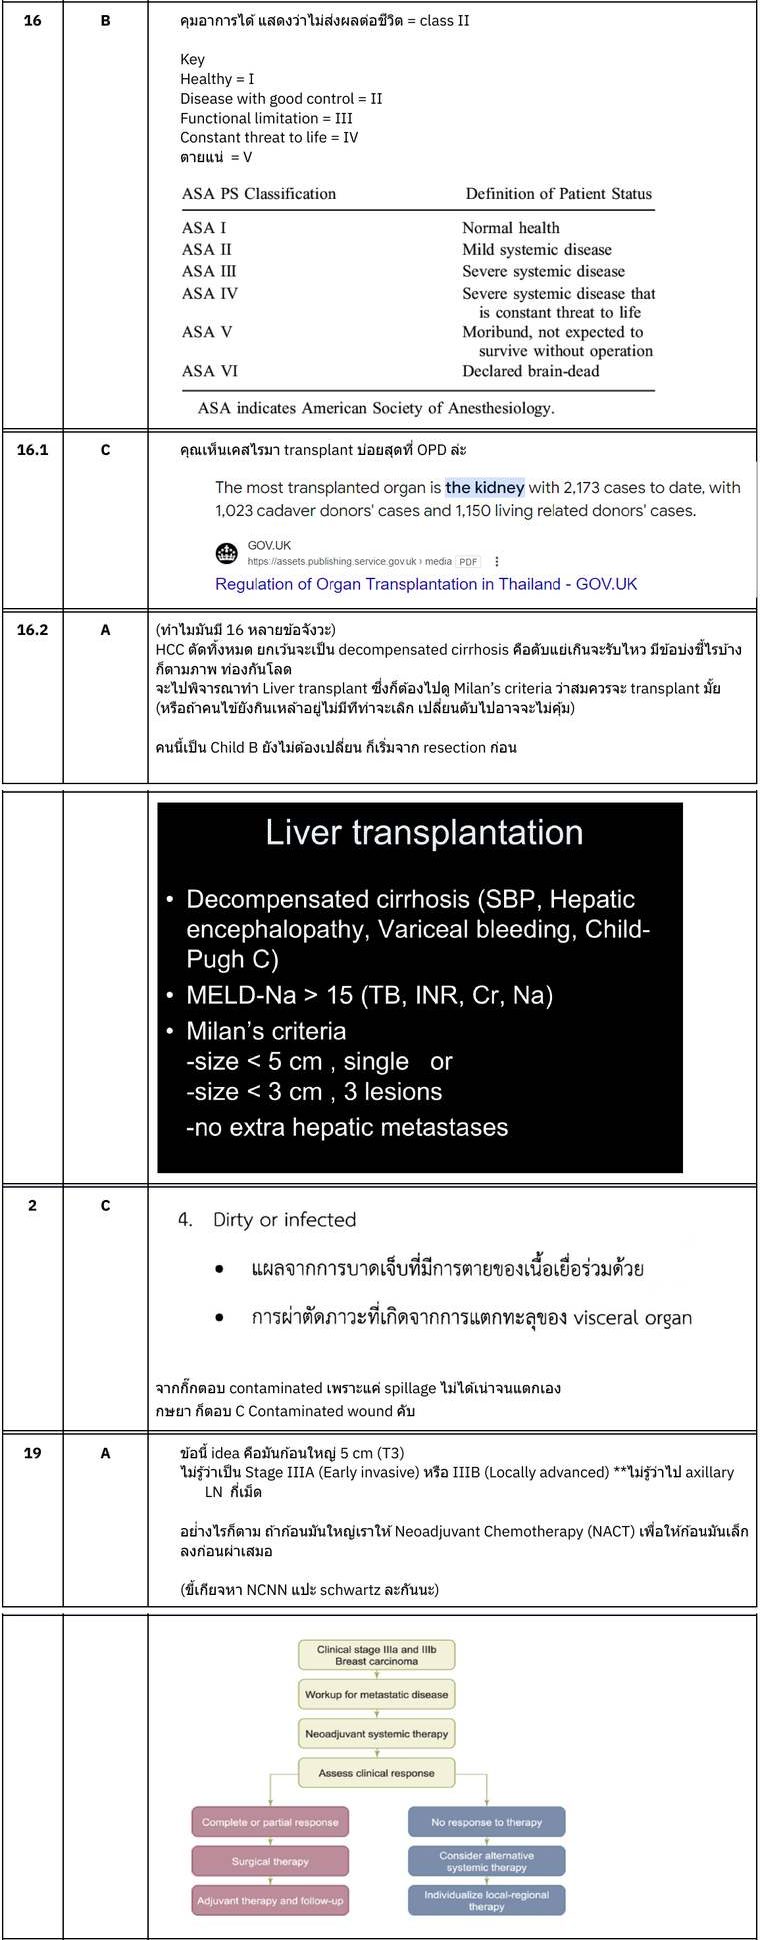 16 B คุมอาการได้ แสดงว่าไม่ส่งผลต่อชีวิต = class II
Key
Healthy = I
Disease with good control = II
Functional limitation = III
Constant threat to life = IV
ตายแน่ = V
ASA PS Classification Definition of Patient Status
ASA I Normal health
ASA II Mild systemic disease
ASA III Severe systemic disease
ASA IV Severe systemic disease that
is constant threat to life
ASA V Moribund, not expected to
survive without operation
ASA VI Declared brain-dead
ASA indicates American Society of Anesthesiology.
16.1 C คุณเห็นเคสไรมา transplant บ่อยสุดที่ OPD ล่ะ
The most transplanted organ is the kidney with 2,173 cases to date, with
1,023 cadaver donors' cases and 1,150 living related donors' cases.
GOV.UK
https://assets.publishing.service.gov.uk › media PDF
Regulation of Organ Transplantation in Thailand - GOV.UK
16.2 A (ทำไมมันมี 16 หลายข้อจังวะ)
HCC ตัดทิ้งหมด ยกเว้นจะเป็น decompensated cirrhosis คือตับแย่เกินจะรับไหว มีข้อบ่งชี้ไรบ้าง
ก็ตามภาพ ท่องกันโลด
จะไปพิจารณาทำ Liver transplant ซึ่งก็ต้องไปดู Milan's criteria ว่าสมควรจะ transplant มั้ย
(หรือถ้าคนไข้ยังกินเหล้าอยู่ไม่มีทีท่าจะเลิก เปลี่ยนตับไปอาจจะไม่คุ้ม)
คนนี้เป็น Child B ยังไม่ต้องเปลี่ยน ก็เริ่มจาก resection ก่อน
Liver transplantation
• Decompensated cirrhosis (SBP, Hepatic
encephalopathy, Variceal bleeding, Child-
Pugh C)
• MELD-Na > 15 (TB, INR, Cr, Na)
• Milan's criteria
-size < 5 cm , single or
-size < 3 cm , 3 lesions
-no extra hepatic metastases
2 C 4. Dirty or infected
• แผลจากการบาดเจ็บที่มีการตายของเนื้อเยื่อร่วมด้วย
• การผ่าตัดภาวะที่เกิดจากการแตกทะลุของ visceral organ
จากกิ๊กตอบ contaminated เพราะแค่ spillage ไม่ได้เน่าจนแตกเอง
กษยา ก็ตอบ C Contaminated wound คับ
19 A ข้อนี้ idea คือมันก้อนใหญ่ 5 cm (T3)
ไม่รู้ว่าเป็น Stage IIIA (Early invasive) หรือ IIIB (Locally advanced) **ไม่รู้ว่าไป axillary
LN กี่เม็ด
อย่างไรก็ตาม ถ้าก้อนมันใหญ่เราให้ Neoadjuvant Chemotherapy (NACT) เพื่อให้ก้อนมันเล็ก
ลงก่อนผ่าเสมอ
(ขี้เกียจหา NCNN แปะ schwartz ละกันนะ)
Clinical stage IIIa and IIIb
Breast carcinoma
Workup for metastatic disease
Neoadjuvant systemic therapy
Assess clinical response
Complete or partial response No response to therapy
Surgical therapy Consider alternative
systemic therapy
Adjuvant therapy and follow-up Individualize local-regional
therapy